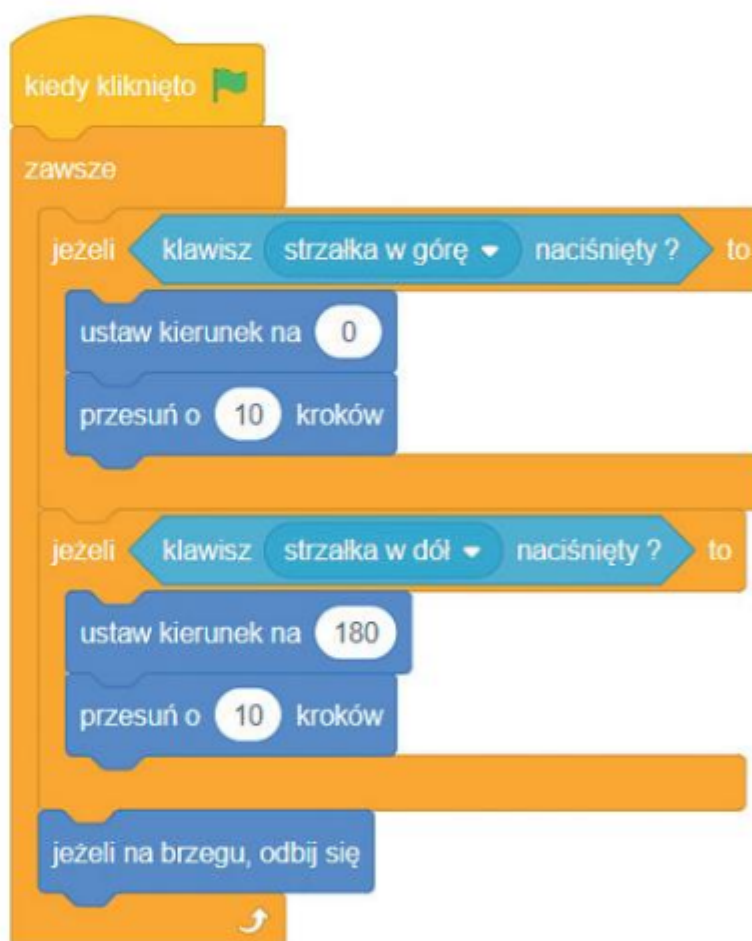 kiedy kliknięto
zawsze
jeżeli klawisz strzałka w górę naciśnięty ? to
ustaw kierunek na 0
przesuń o 10 kroków
jeżeli klawisz strzałka w dół naciśnięty ? to
ustaw kierunek na 180
przesuń o 10 kroków
jeżeli na brzegu, odbij się